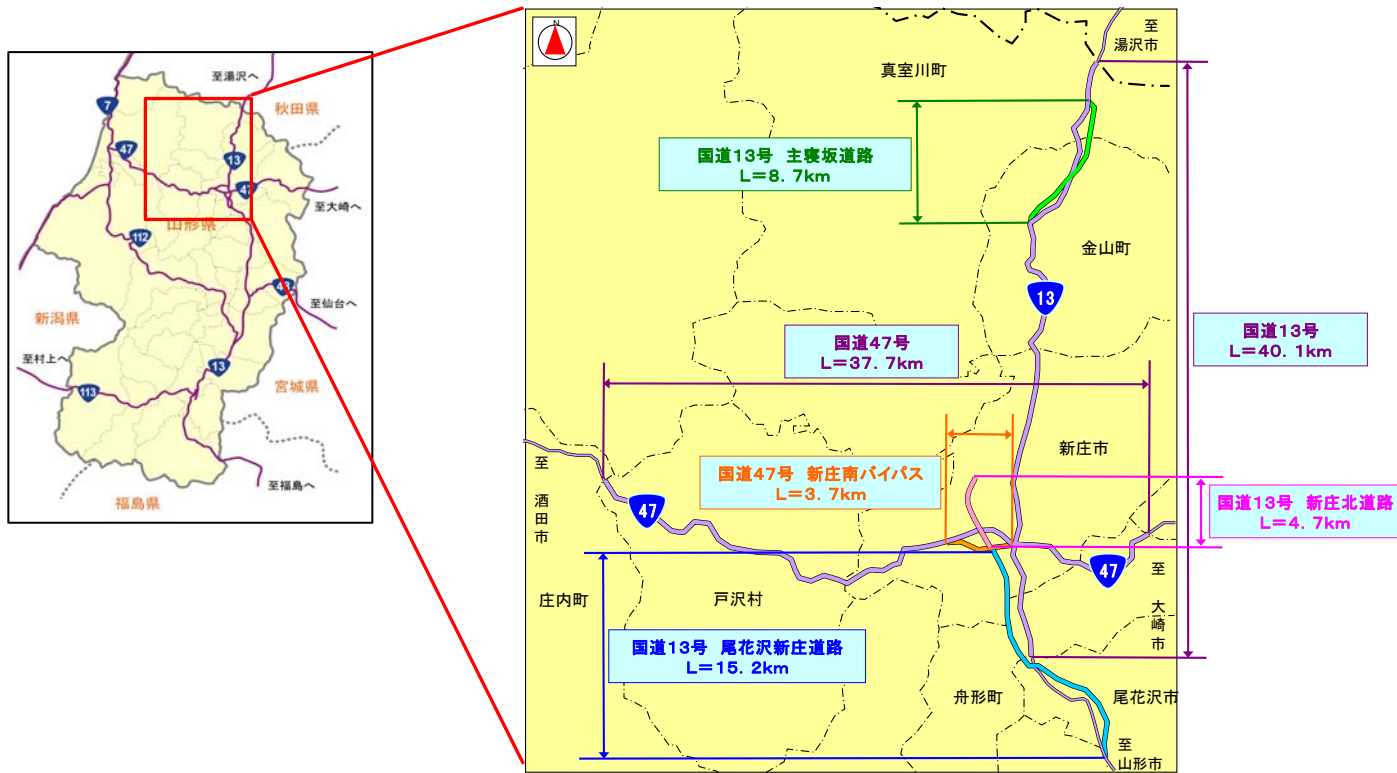 至湯沢へ
秋田県
7
47
13
47
至大崎へ
山形県
112
至仙台へ
新潟県
至村上へ
13
宮城県
113
至福島へ
福島県
N
至
湯沢市
真室川町
国道13号 主寝坂道路
L=8.7km
金山町
13
国道47号
L=37.7km
国道13号
L=40.1km
新庄市
国道47号 新庄南バイパス
L=3.7km
国道13号 新庄北道路
L=4.7km
至
酒田市
47
47
至
大崎市
庄内町
戸沢村
国道13号 尾花沢新庄道路
L=15.2km
舟形町
尾花沢市
至
山形市